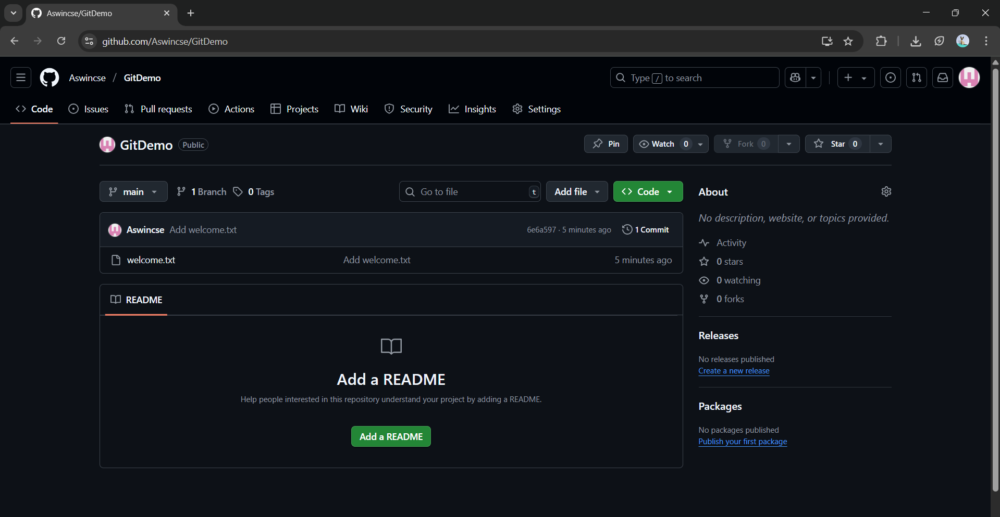 Aswincse/GitDemo
github.com/Aswincse/GitDemo
Aswincse / GitDemo
Type / to search
Code Issues Pull requests Actions Projects Wiki Security Insights Settings
GitDemo Public
Pin Watch 0 Fork 0 Star 0
main 1 Branch 0 Tags Go to file t Add file Code
Aswincse Add welcome.txt 6e6a597 · 5 minutes ago 1 Commit
welcome.txt Add welcome.txt 5 minutes ago
README
Add a README
Help people interested in this repository understand your project by adding a README.
Add a README
About
No description, website, or topics provided.
Activity
0 stars
0 watching
0 forks
Releases
No releases published
Create a new release
Packages
No packages published
Publish your first package